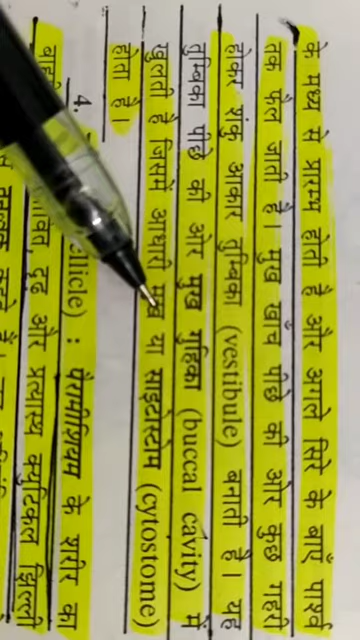 के मध्य से प्रारम्भ होती है और अगले सिरे के बाएँ पार्श्व
तक फैल जाती है। मुख खाँच पीछे की ओर कुछ गहरी
होकर शंकु आकार तुम्बिका (vestibule) बनाती है। यह
तुम्बिका पीछे की ओर मुख गुहिका (buccal cavity) में
खुलती है जिसमें आधारी मुख या साइटोस्टोम (cytostome)
होता है।
4. ellicle) : पैरामीशियम के शरीर का
दृढ़ और प्रत्यास्थ क्यूटिकल झिल्ली